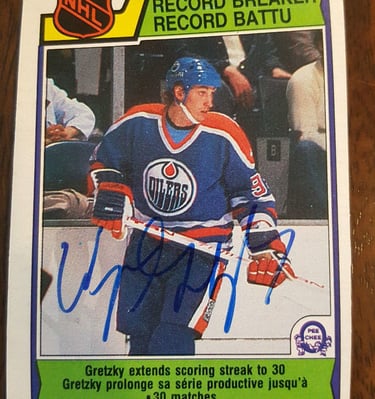 RECORD BREAKER
RECORD BATTU
NHL
OILERS
9
PEE
CHEE
Gretzky extends scoring streak to 30
Gretzky prolonge sa série productive jusqu'à
30 matches